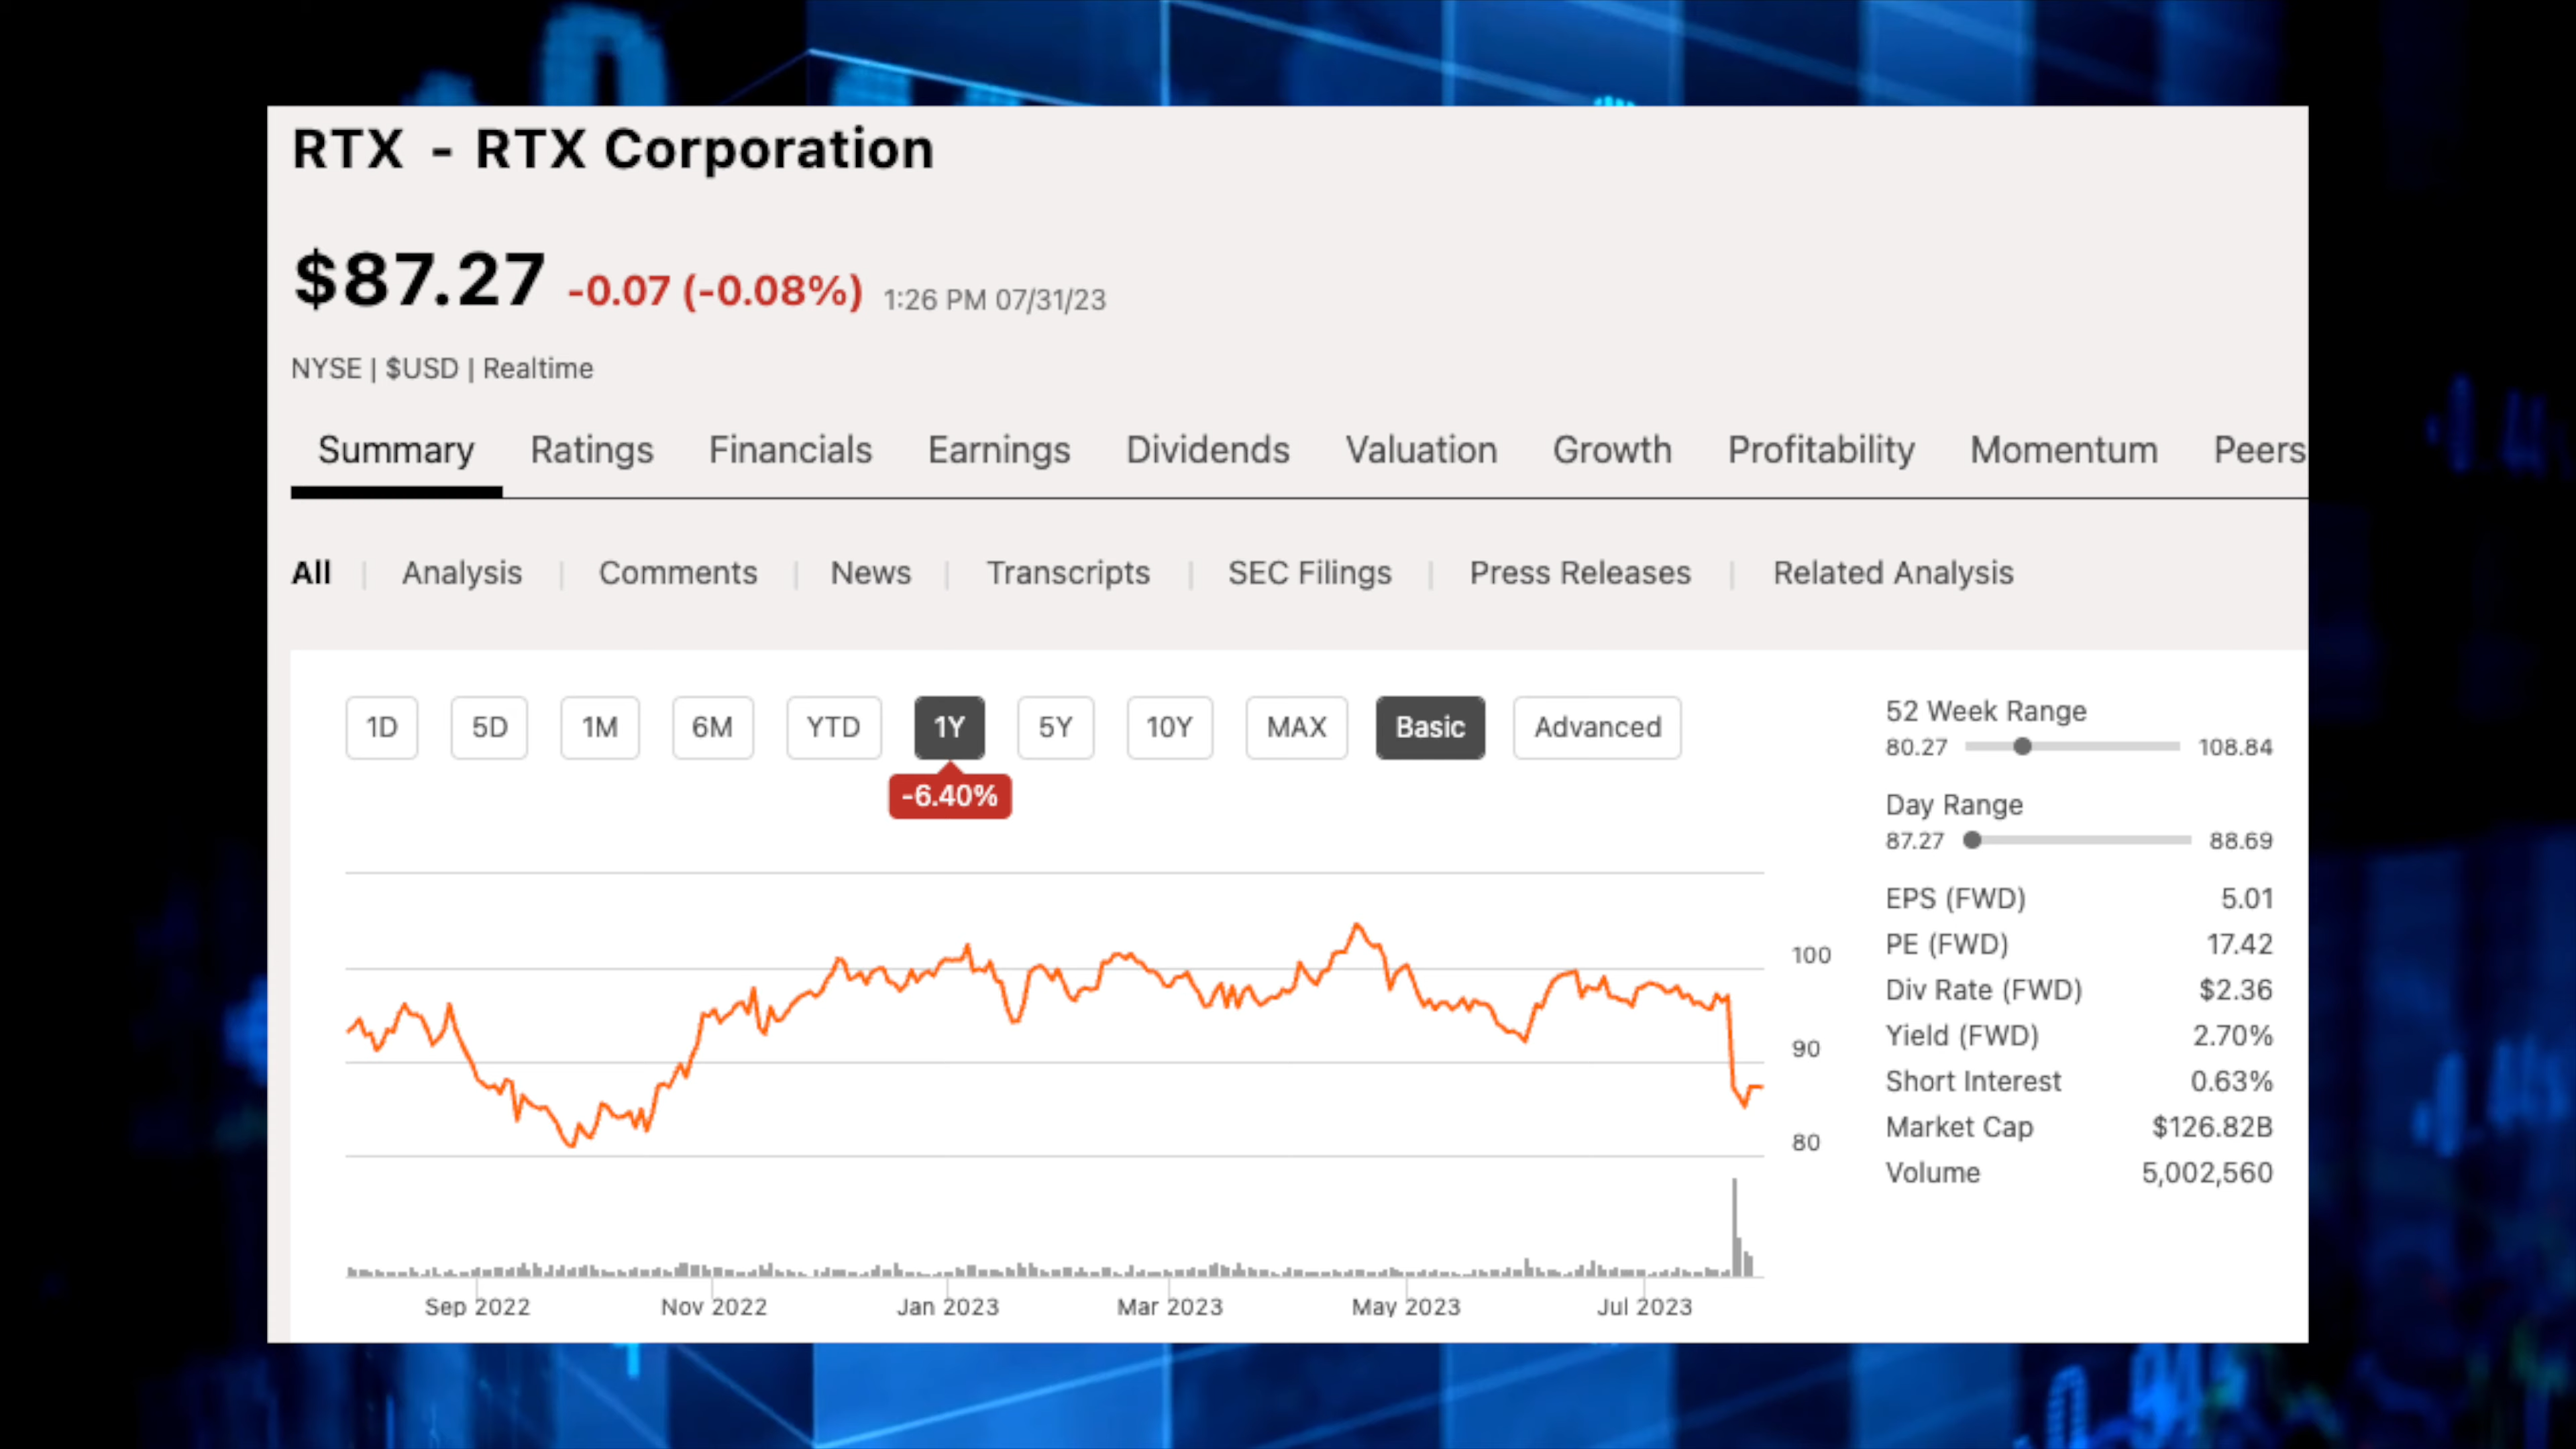 RTX - RTX Corporation
$87.27 -0.07 (-0.08%) 1:26 PM 07/31/23
NYSE | $USD | Realtime
Summary Ratings Financials Earnings Dividends Valuation Growth Profitability Momentum Peers
All | Analysis | Comments | News | Transcripts | SEC Filings | Press Releases | Related Analysis
1D 5D 1M 6M YTD 1Y 5Y 10Y MAX Basic Advanced
-6.40%
100
90
80
Sep 2022 Nov 2022 Jan 2023 Mar 2023 May 2023 Jul 2023
52 Week Range
80.27 108.84
Day Range
87.27 88.69
EPS (FWD) 5.01
PE (FWD) 17.42
Div Rate (FWD) $2.36
Yield (FWD) 2.70%
Short Interest 0.63%
Market Cap $126.82B
Volume 5,002,560